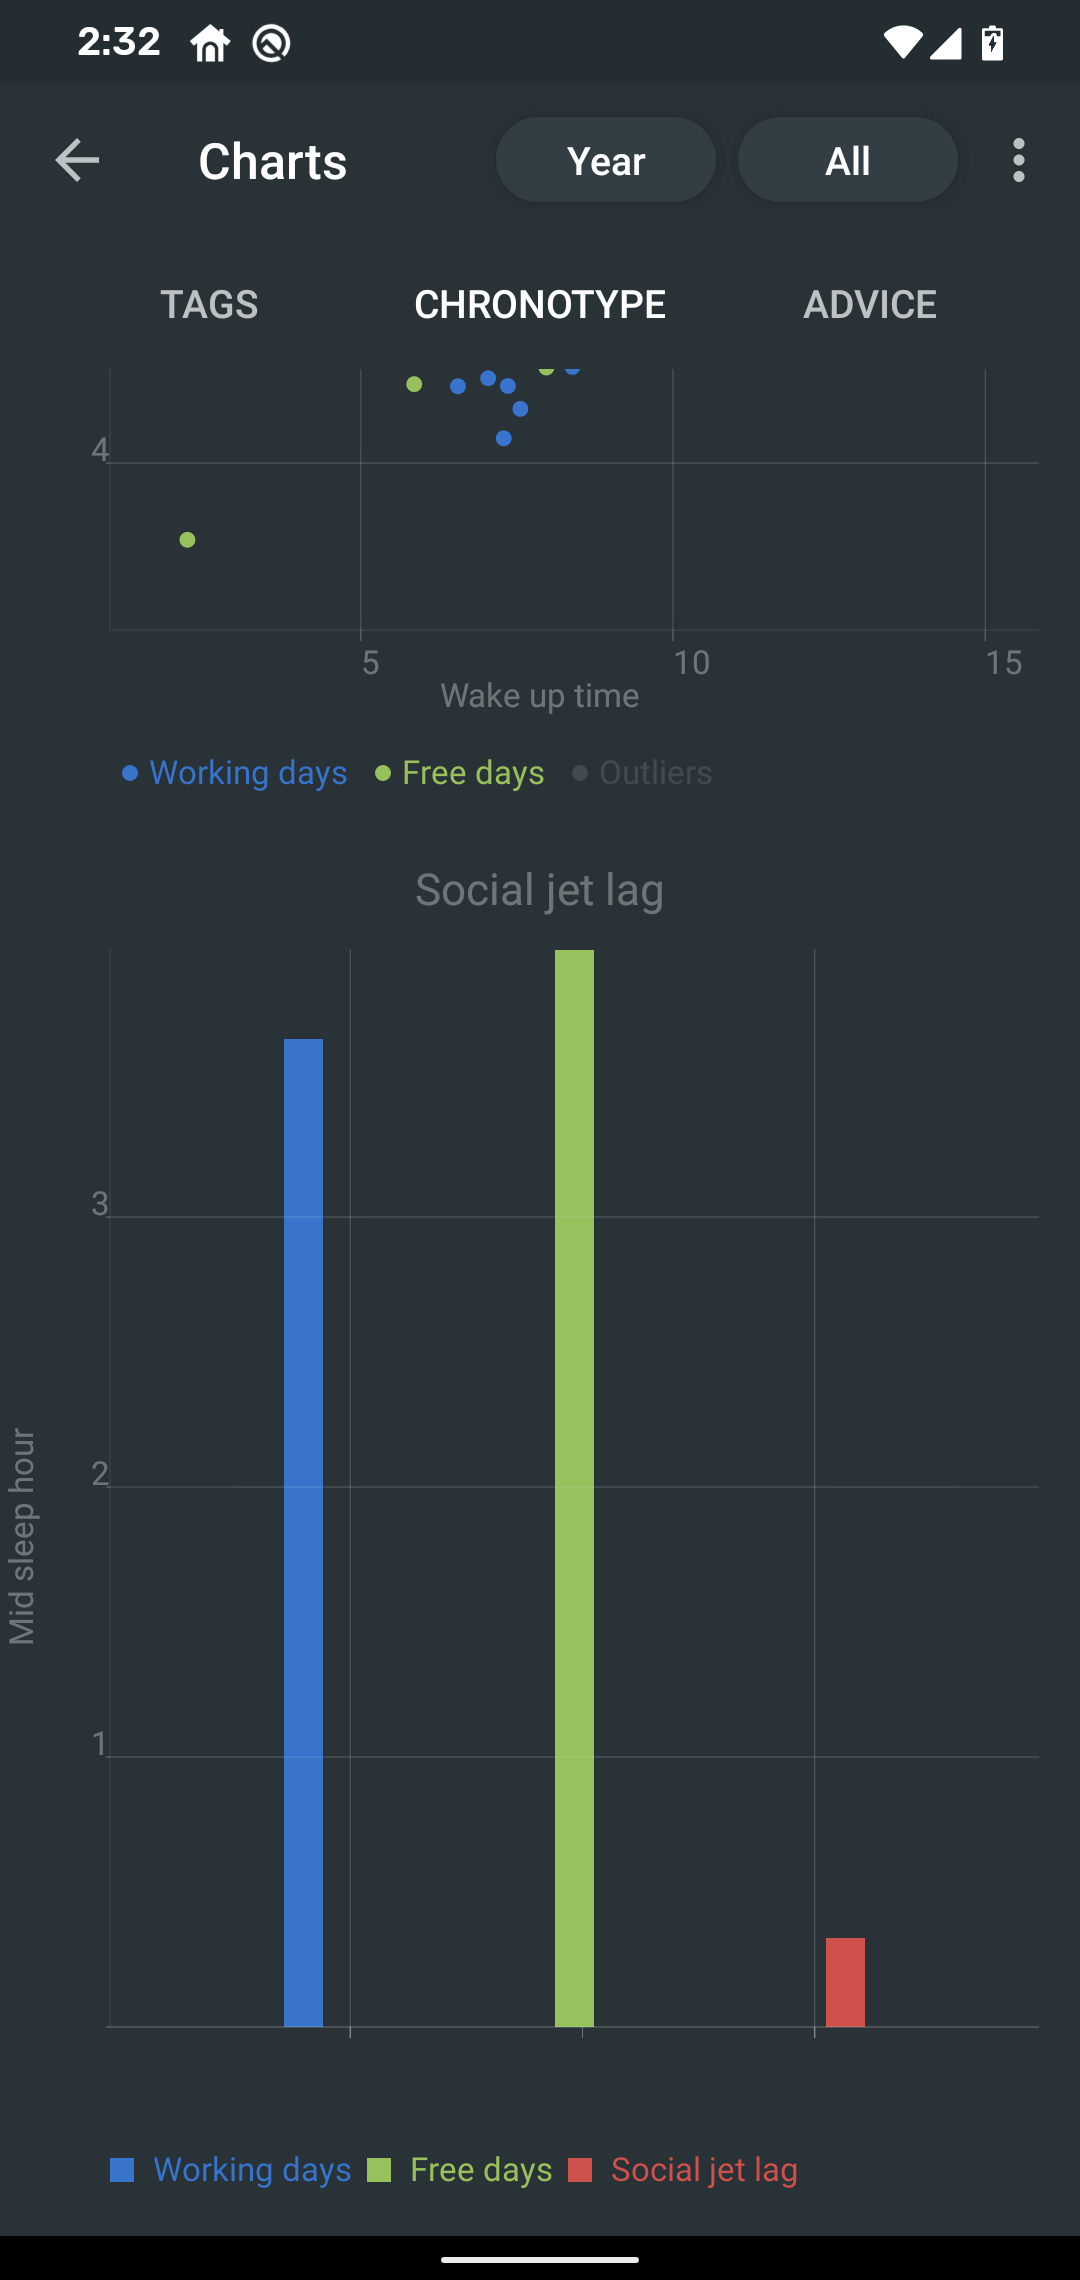 2:32
Charts
Year
All
TAGS
CHRONOTYPE
ADVICE
4
5
10
15
Wake up time
Working days
Free days
Outliers
Social jet lag
3
2
1
Mid sleep hour
Working days
Free days
Social jet lag